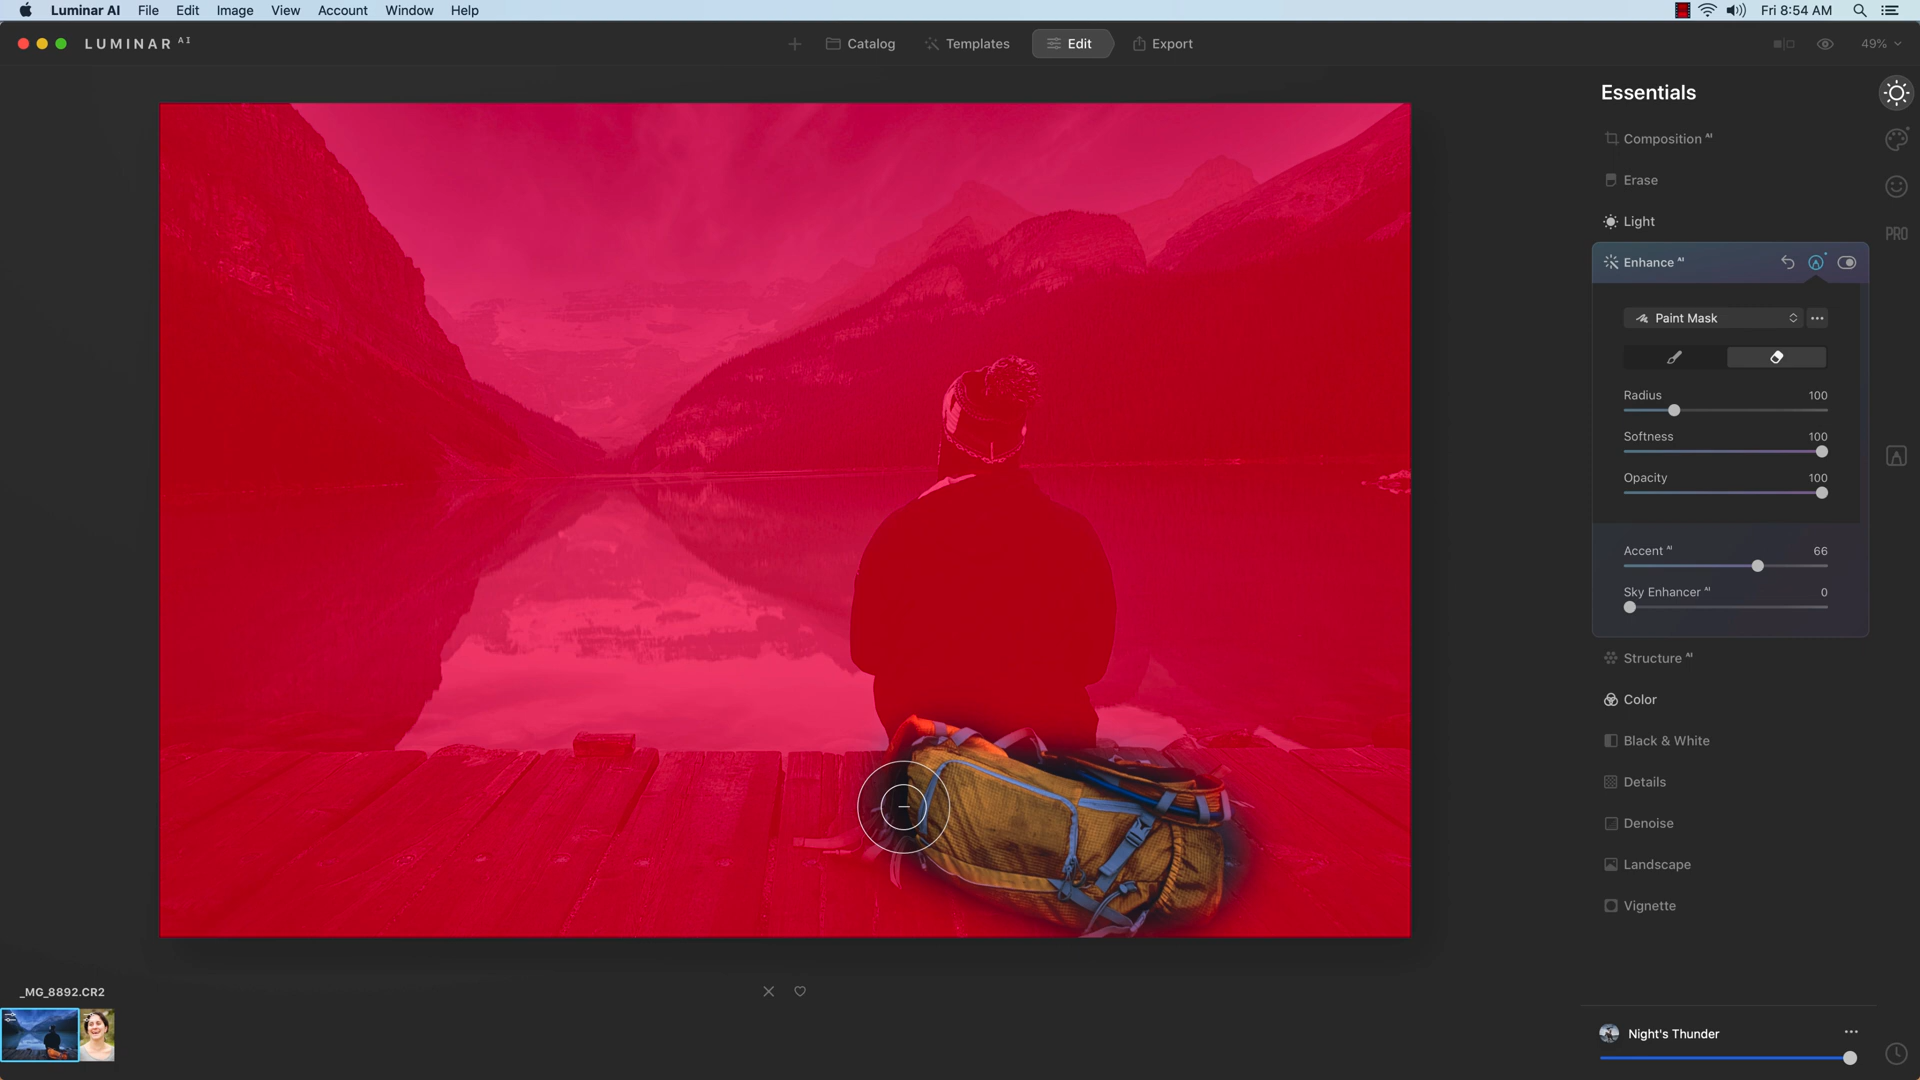 Luminar AI File Edit Image View Account Window Help
Fri 8:54 AM
LUMINAR AI
Catalog Templates Edit Export
49%
Essentials
Composition AI
Erase
Light
PRO
Enhance AI
Paint Mask
Radius 100
Softness 100
Opacity 100
Accent AI 66
Sky Enhancer AI 0
Structure AI
Color
Black & White
Details
Denoise
Landscape
Vignette
_MG_8892.CR2
Night's Thunder